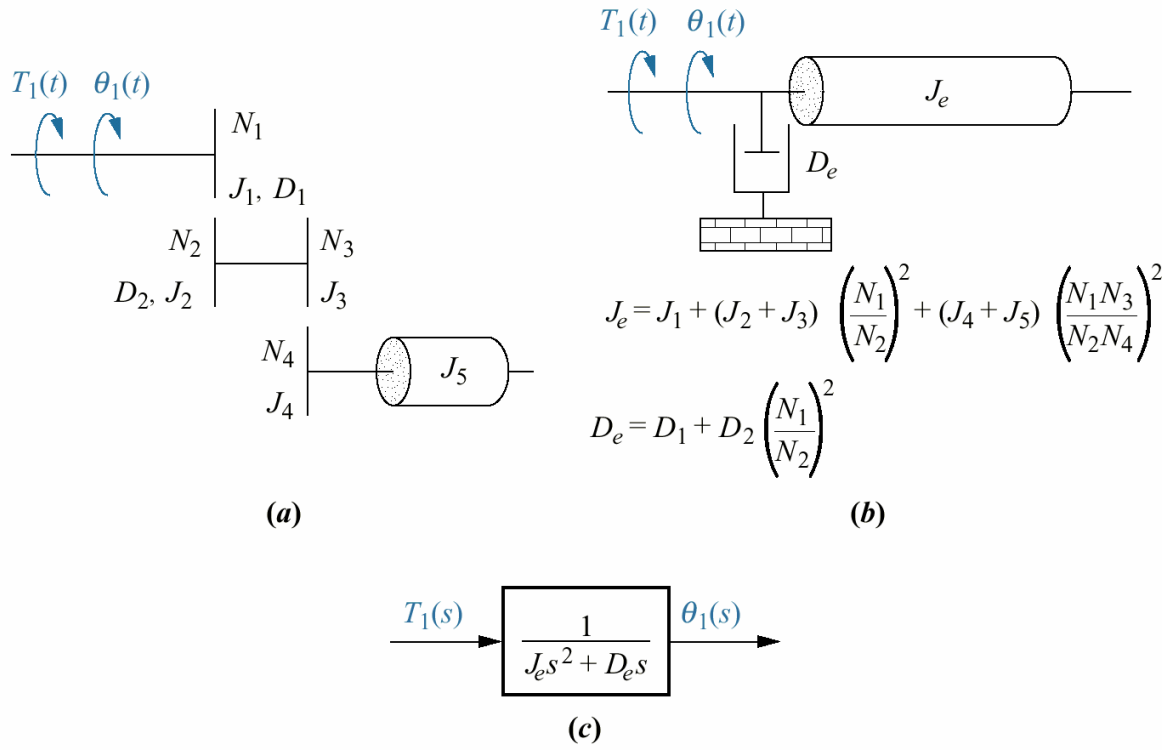 T₁(t) θ₁(t)
N₁
J₁, D₁
N₂ N₃
D₂, J₂ J₃
N₄
J₄
J₅
(a)
T₁(t) θ₁(t)
Jₑ
Dₑ
Jₑ = J₁ + (J₂ + J₃) (N₁/N₂)² + (J₄ + J₅) (N₁N₃/N₂N₄)²
Dₑ = D₁ + D₂ (N₁/N₂)²
(b)
T₁(s) 1/(Jₑs² + Dₑs) θ₁(s)
(c)